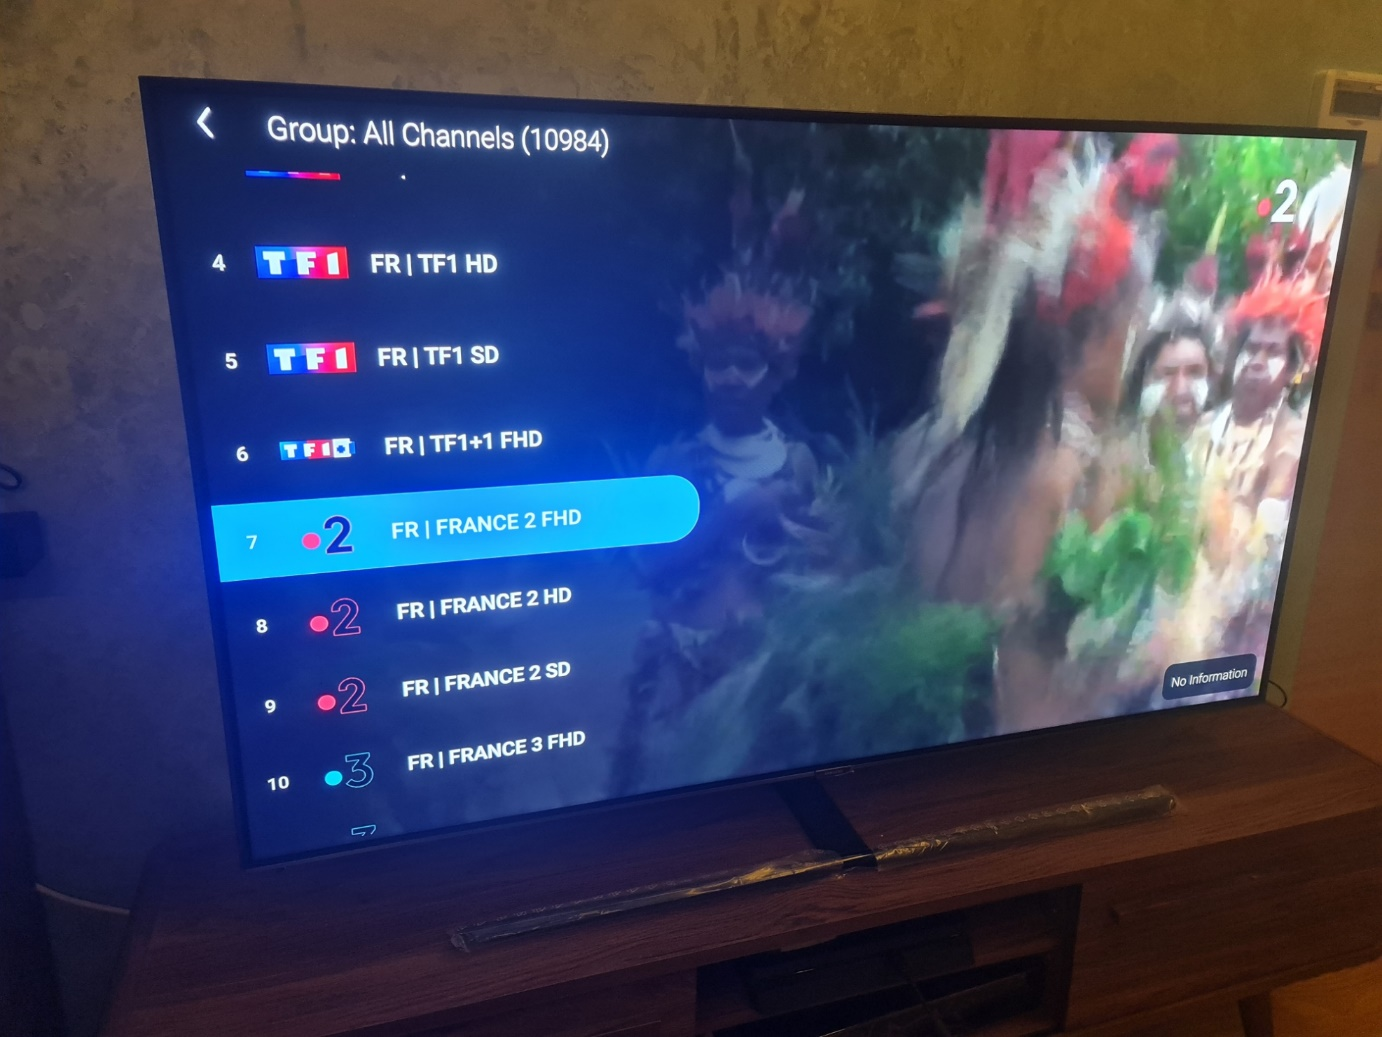 Group: All Channels (10984)
4 TF1 FR | TF1 HD
5 TF1 FR | TF1 SD
6 TF1 FR | TF1+1 FHD
7 2 FR | FRANCE 2 FHD
8 2 FR | FRANCE 2 HD
9 2 FR | FRANCE 2 SD
10 3 FR | FRANCE 3 FHD
2
No Information